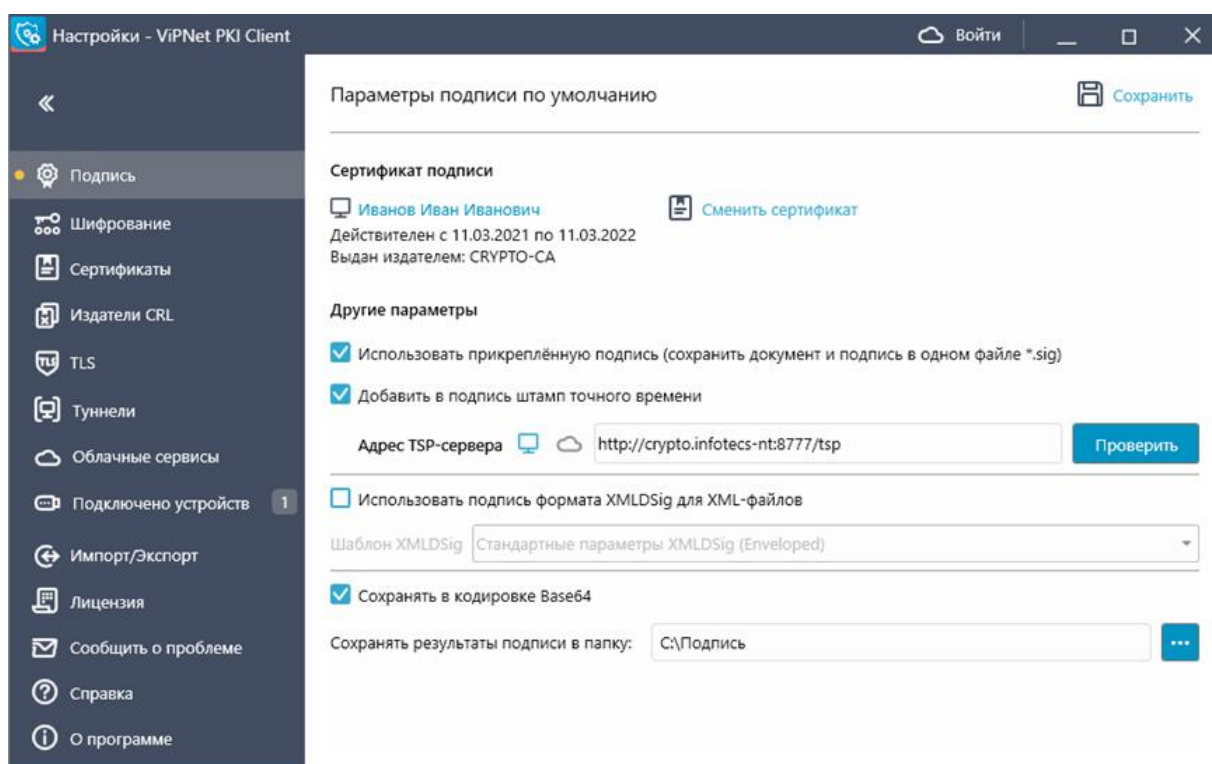 Настройки - ViPNet PKI Client
Войти
Параметры подписи по умолчанию
Сохранить
Подпись
Шифрование
Сертификаты
Издатели CRL
TLS
Туннели
Облачные сервисы
Подключено устройств 1
Импорт/Экспорт
Лицензия
Сообщить о проблеме
Справка
О программе
Сертификат подписи
Иванов Иван Иванович
Сменить сертификат
Действителен с 11.03.2021 по 11.03.2022
Выдан издателем: CRYPTO-CA
Другие параметры
Использовать прикреплённую подпись (сохранить документ и подпись в одном файле *.sig)
Добавить в подпись штамп точного времени
Адрес TSP-сервера http://crypto.infotecs-nt:8777/tsp Проверить
Использовать подпись формата XMLDSig для XML-файлов
Шаблон XMLDSig Стандартные параметры XMLDSig (Enveloped)
Сохранять в кодировке Base64
Сохранять результаты подписи в папку: C:\Подпись ...